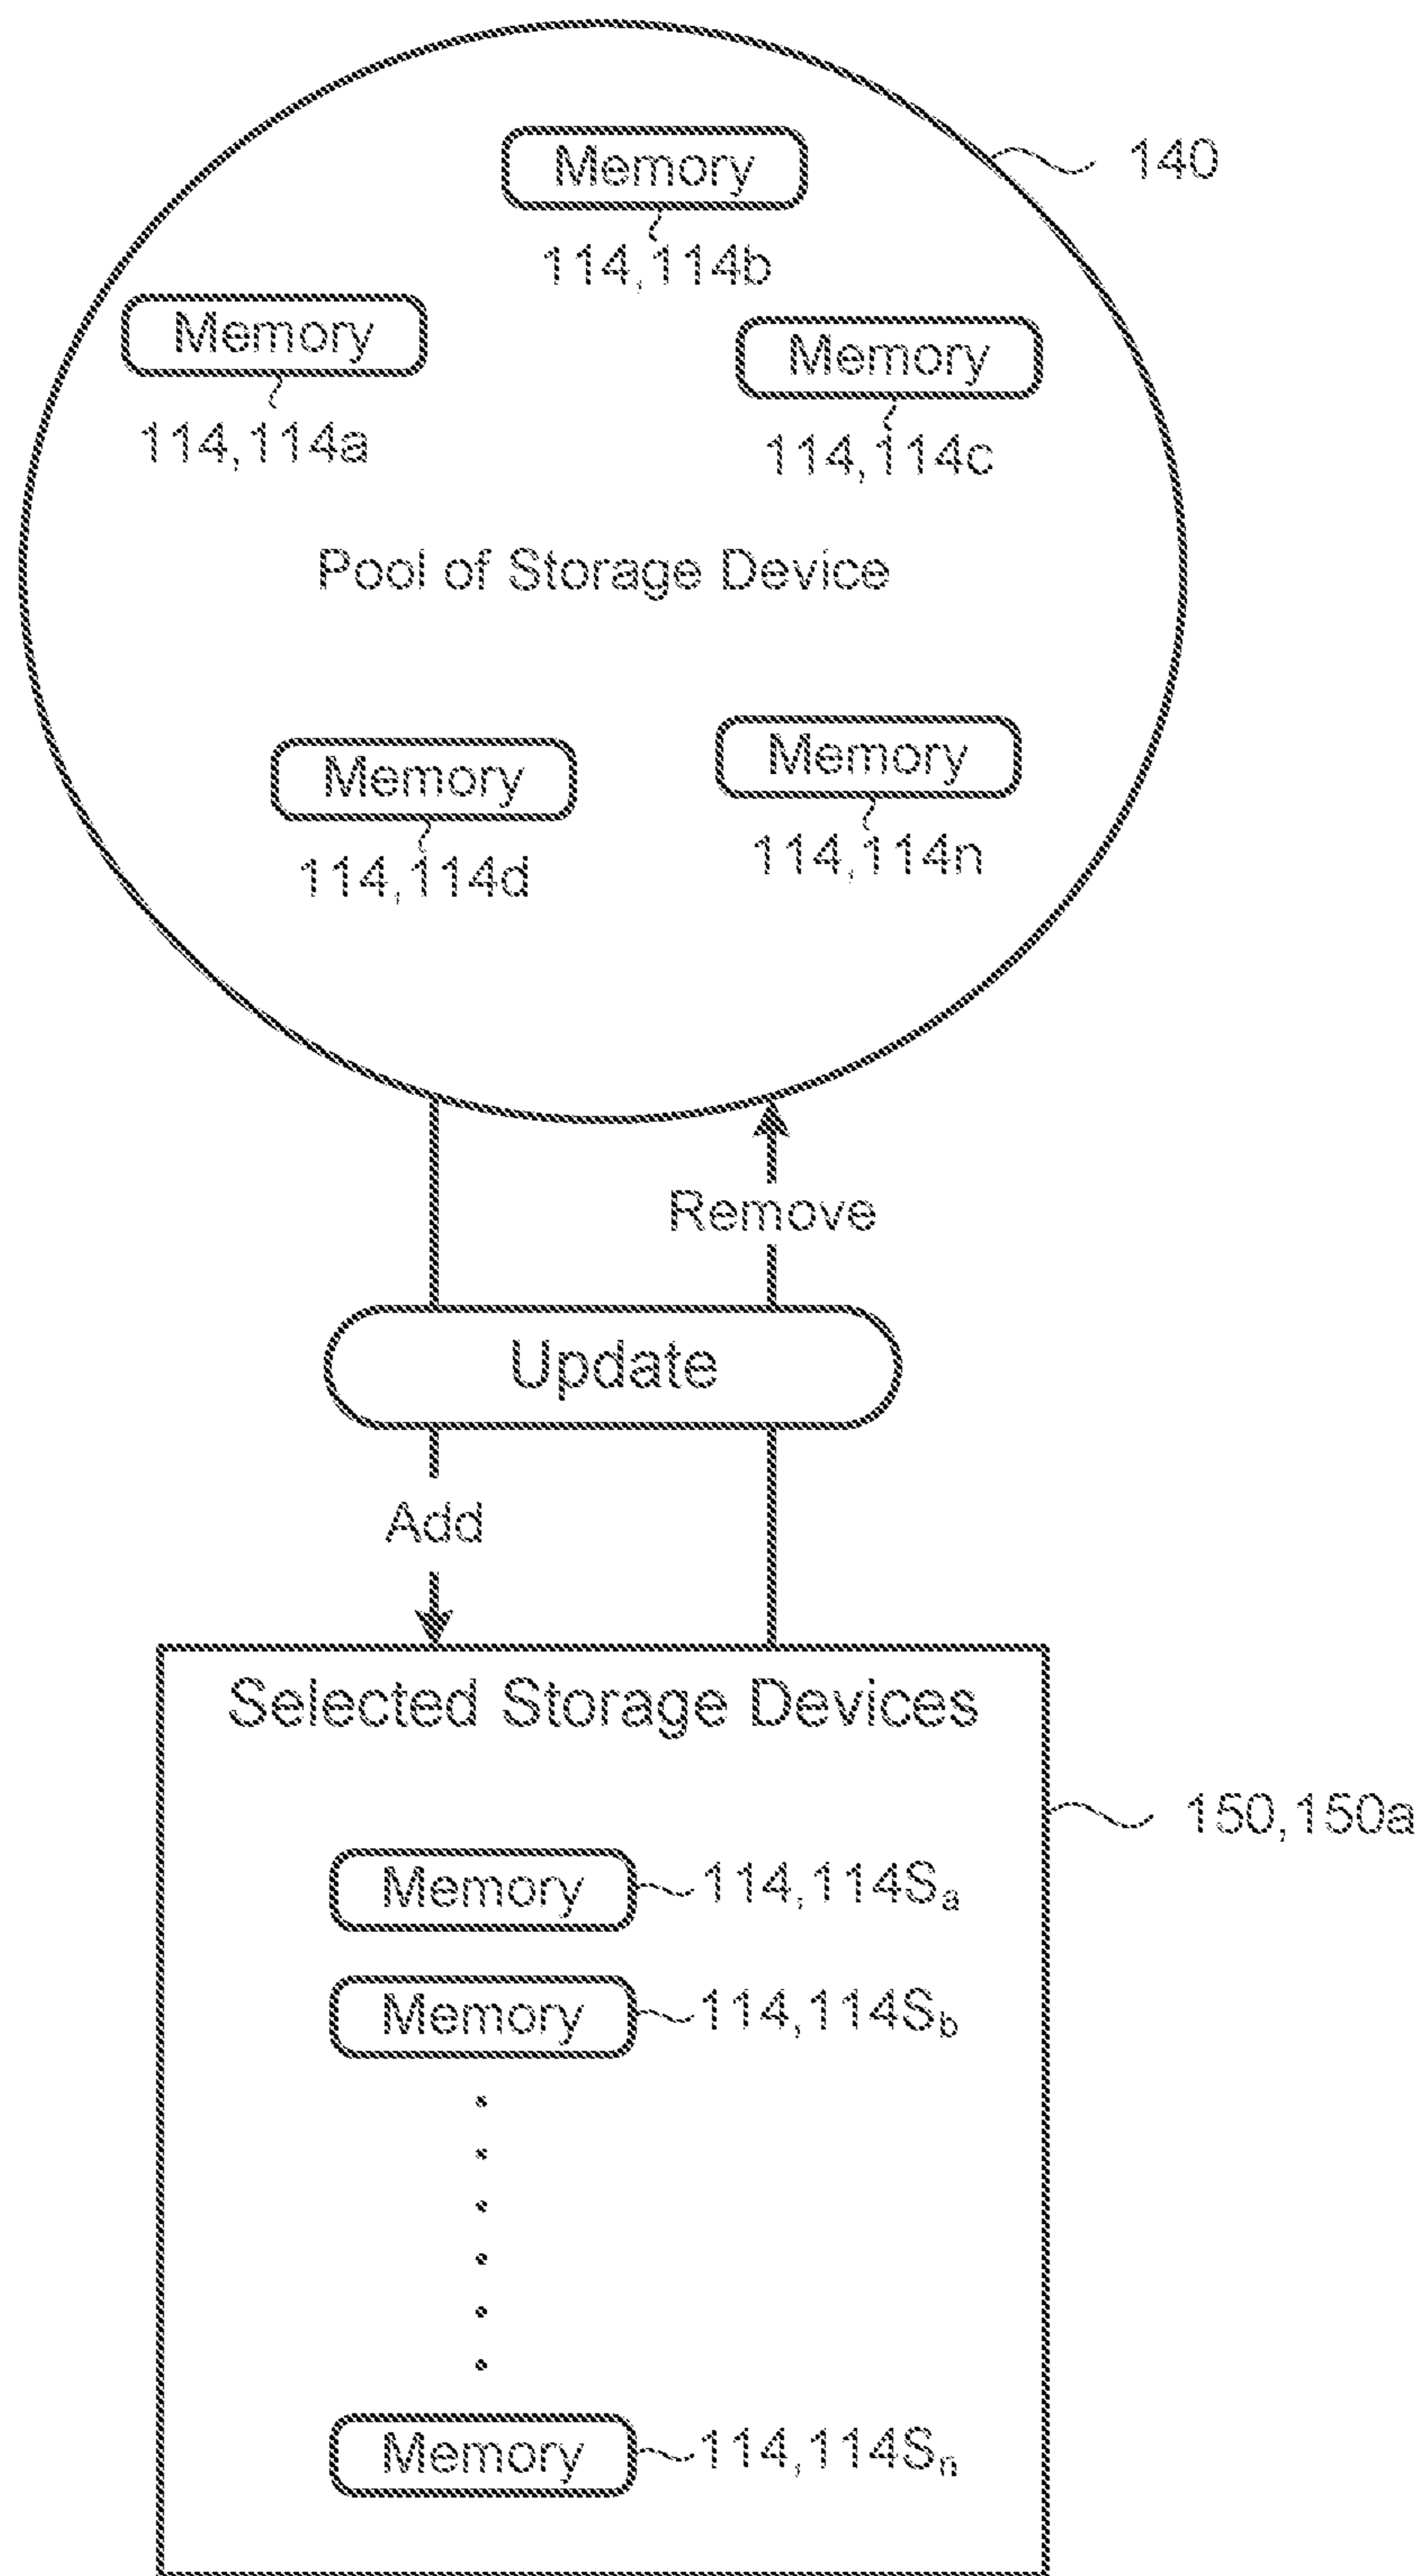 140
Memory
114,114b
Memory
114,114a
Memory
114,114c
Pool of Storage Device
Memory
114,114d
Memory
114,114n
Remove
Update
Add
Selected Storage Devices
150,150a
Memory 114,114Sₐ
Memory 114,114S_b
Memory 114,114Sₙ